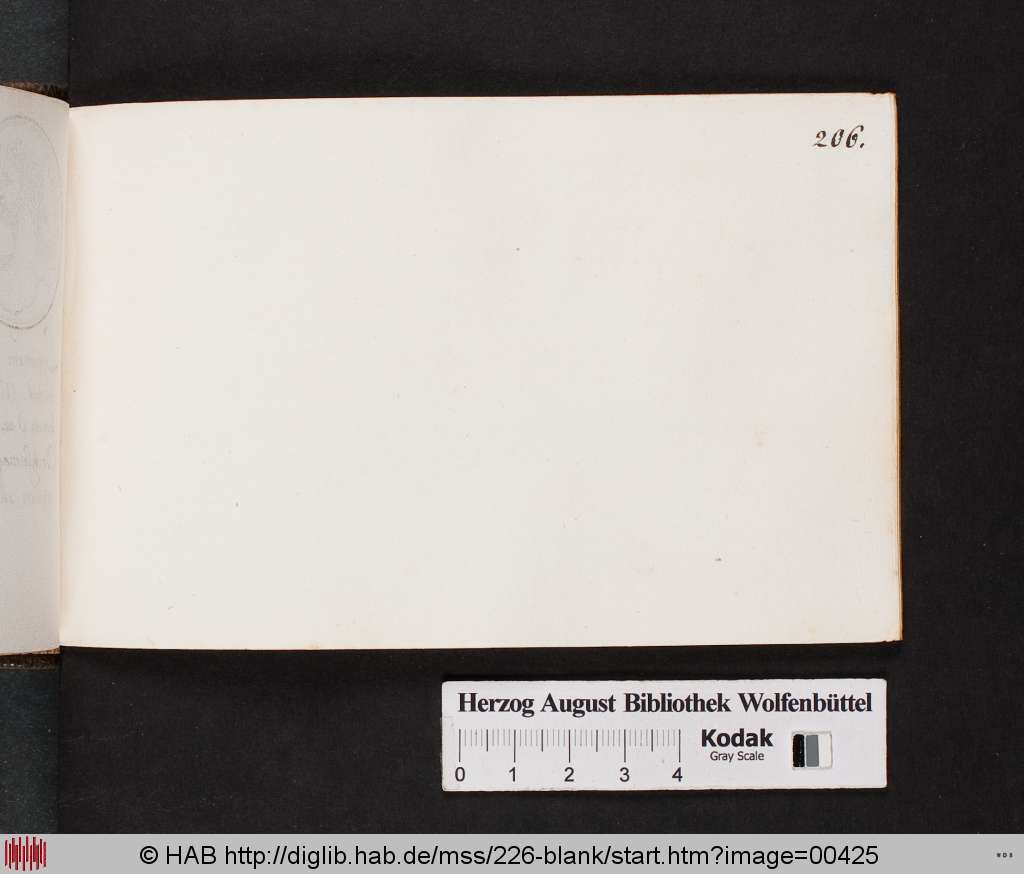 206.
Herzog August Bibliothek Wolfenbüttel
Kodak
Gray Scale
0 1 2 3 4
© HAB http://diglib.hab.de/mss/226-blank/start.htm?image=00425